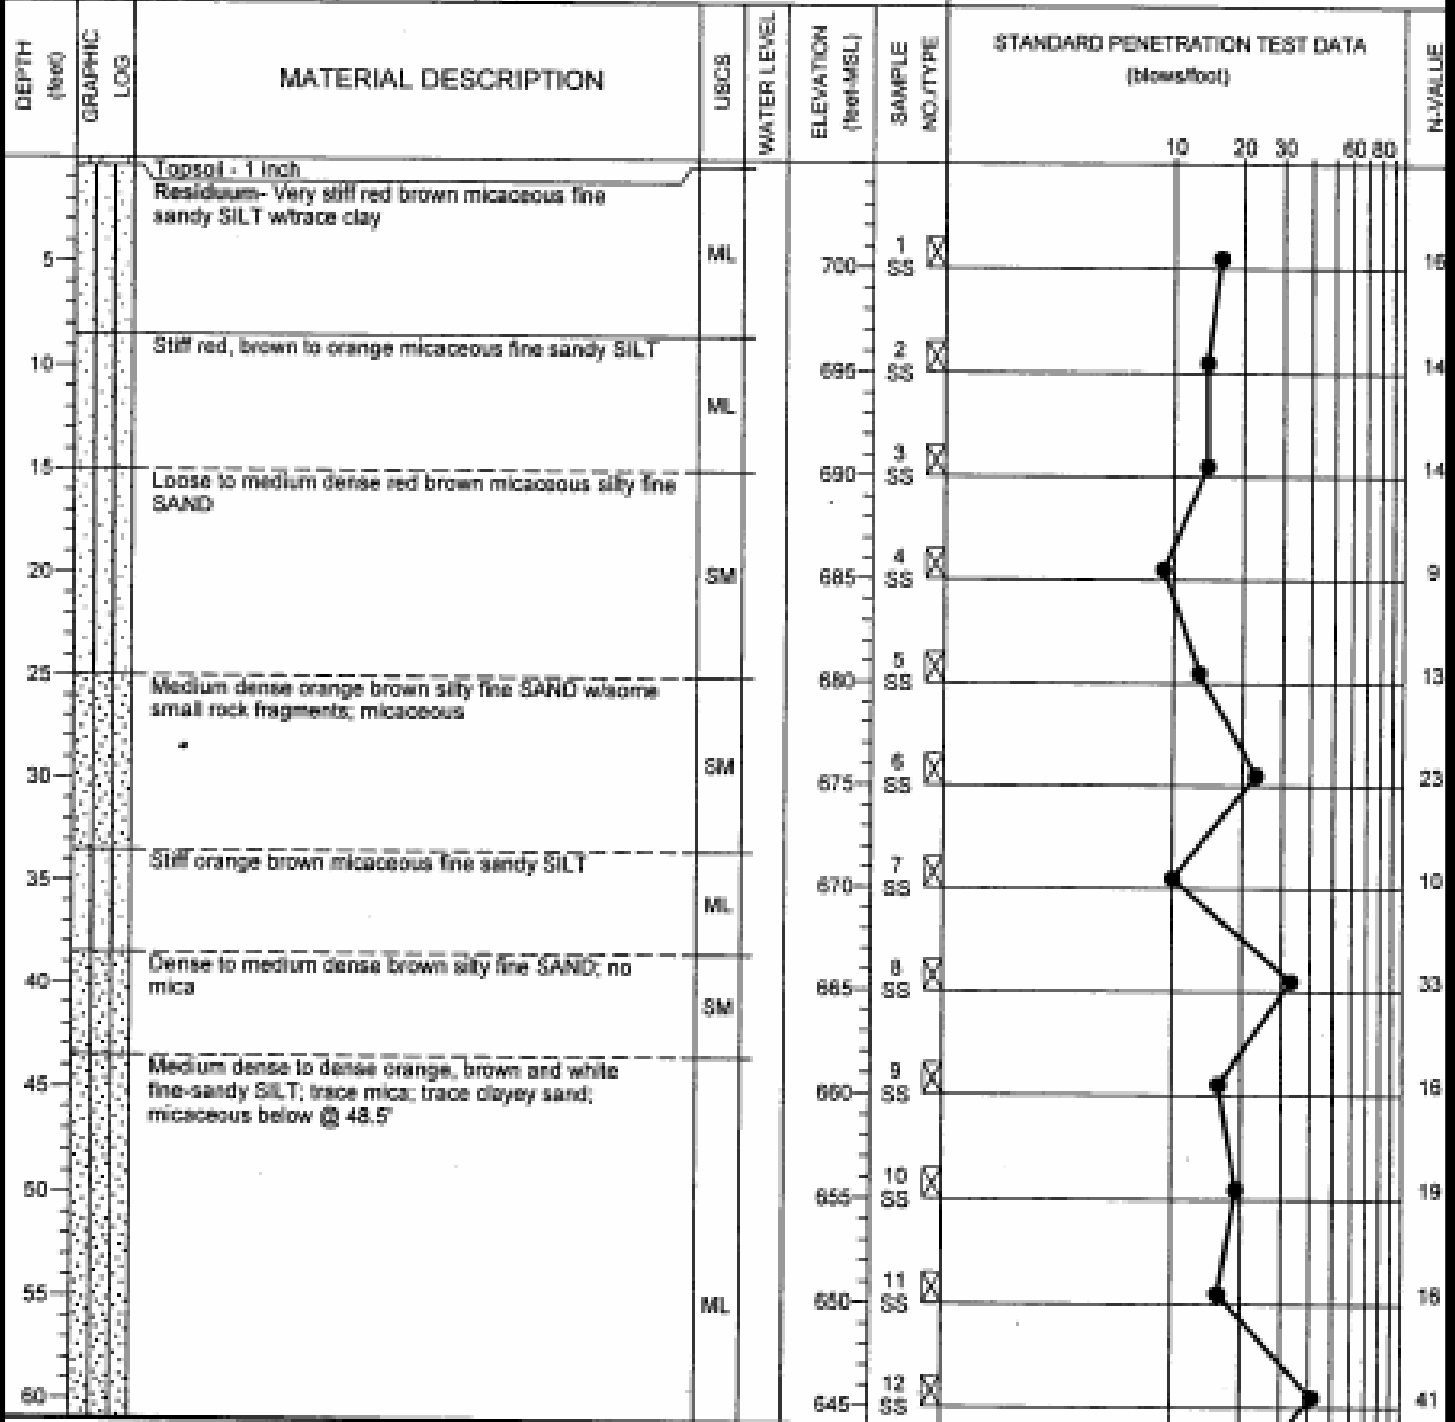 DEPTH
(feet)
GRAPHIC
LOG
MATERIAL DESCRIPTION
USCS
WATER LEVEL
ELEVATION
(feet-MSL)
SAMPLE
NO./TYPE
STANDARD PENETRATION TEST DATA
(blows/foot)
N-VALUE
10 20 30 60 80
Topsoil - 1 inch
Residuum- Very stiff red brown micaceous fine
sandy SILT w/trace clay
5 ML 700 1 SS
Stiff red, brown to orange micaceous fine sandy SILT
10 695 2 SS 14
ML
15 690 3 SS 14
Loose to medium dense red brown micaceous silty fine
SAND
20 SM 685 4 SS 9
25 680 5 SS 13
Medium dense orange brown silty fine SAND w/some
small rock fragments; micaceous
30 SM 675 6 SS 23
Stiff orange brown micaceous fine sandy SILT
35 670 7 SS 10
ML
Dense to medium dense brown silty fine SAND; no
mica
40 665 8 SS 33
SM
Medium dense to dense orange, brown and white
fine-sandy SILT; trace mica; trace clayey sand;
micaceous below @ 48.5'
45 660 9 SS 16
50 655 10 SS 19
55 ML 650 11 SS 16
60 645 12 SS 41